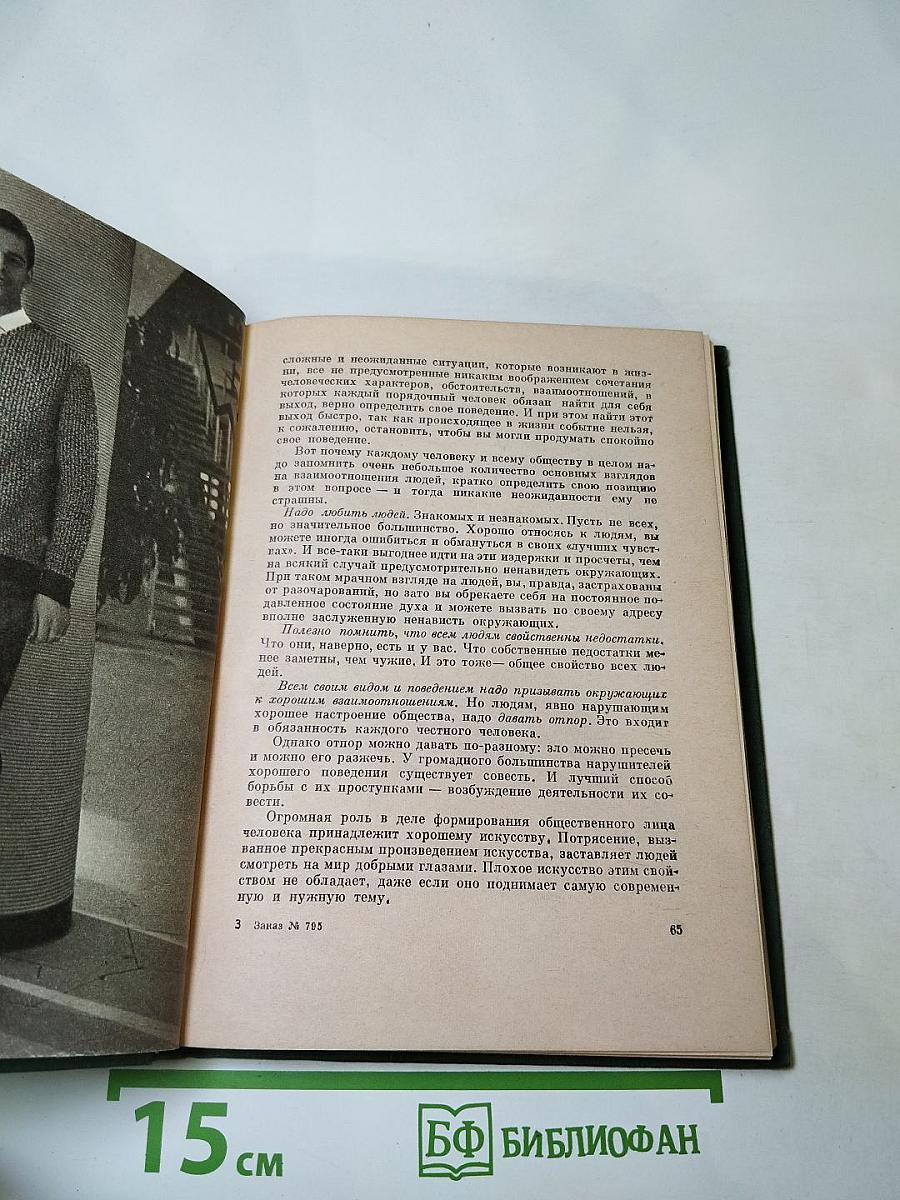 сложные и неожиданные ситуации, которые возникают в жиз-
ни, все не предусмотренные никаким воображением сочетания
человеческих характеров, обстоятельств, взаимоотношений, в
которых каждый порядочный человек обязан найти для себя
выход, верно определить свое поведение. И при этом найти этот
выход быстро, так как происходящее в жизни событие нельзя,
к сожалению, остановить, чтобы вы могли продумать спокойно
свое поведение.
Вот почему каждому человеку и всему обществу в целом на-
до запомнить очень небольшое количество основных взглядов
на взаимоотношения людей, кратко определить свою позицию
в этом вопросе — и тогда никакие неожиданности ему не
страшны.
Надо любить людей. Знакомых и незнакомых. Пусть не всех,
но значительное большинство. Хорошо относясь к людям, вы
можете иногда ошибиться и обмануться в своих «лучших чувст-
вах». И все-таки выгоднее идти на эти издержки и просчеты, чем
на всякий случай предусмотрительно ненавидеть окружающих.
При таком мрачном взгляде на людей, вы, правда, застрахованы
от разочарований, но зато вы обрекаете себя на постоянное по-
давленное состояние духа и можете вызвать по своему адресу
вполне заслуженную ненависть окружающих.
Полезно помнить, что всем людям свойственны недостатки.
Что они, наверно, есть и у вас. Что собственные недостатки ме-
нее заметны, чем чужие. И это тоже — общее свойство всех лю-
дей.
Всем своим видом и поведением надо призывать окружающих
к хорошим взаимоотношениям. Но людям, явно нарушающим
хорошее настроение общества, надо давать отпор. Это входит
в обязанность каждого честного человека.
Однако отпор можно давать по-разному: зло можно пресечь
и можно его разжечь. У громадного большинства нарушителей
хорошего поведения существует совесть. И лучший способ
борьбы с их проступками — возбуждение деятельности их со-
вести.
Огромная роль в деле формирования общественного лица
человека принадлежит хорошему искусству. Потрясение, выз-
ванное прекрасным произведением искусства, заставляет людей
смотреть на мир добрыми глазами. Плохое искусство этим свой-
ством не обладает, даже если оно поднимает самую современ-
ную и нужную тему.
3 Заказ № 795 65
15 см БФ БИБЛИОФАН